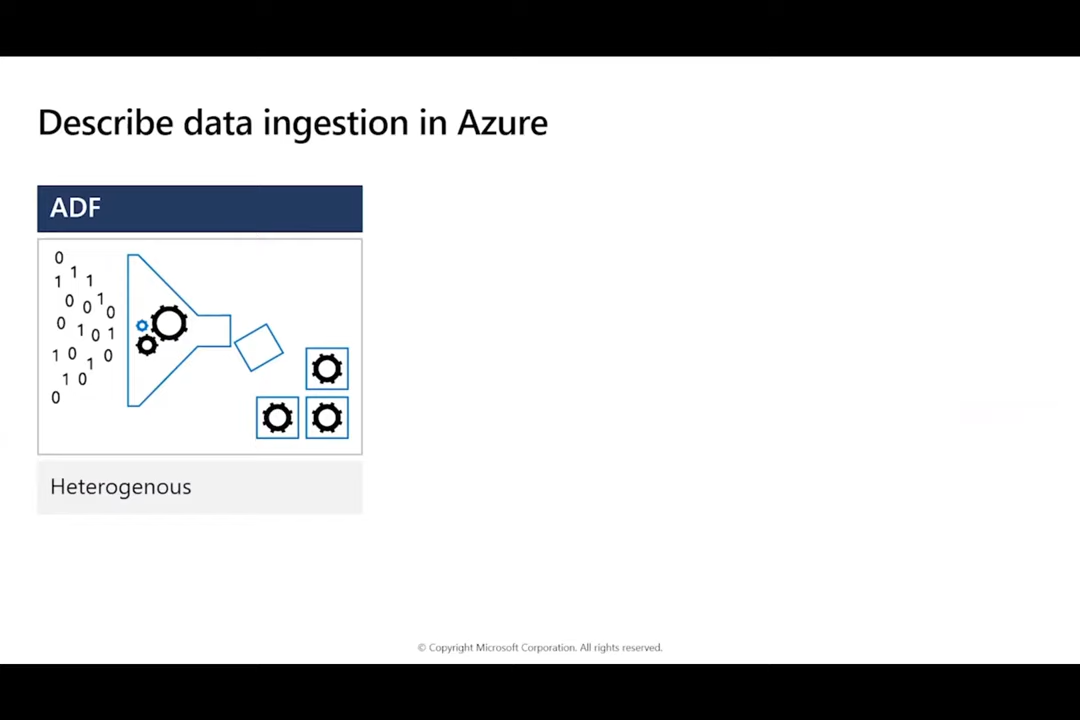 Describe data ingestion in Azure
ADF
0
1 1 1
0 0 1 0
0 1 0 1
1 0 1 0
1 0
0
Heterogenous
© Copyright Microsoft Corporation. All rights reserved.